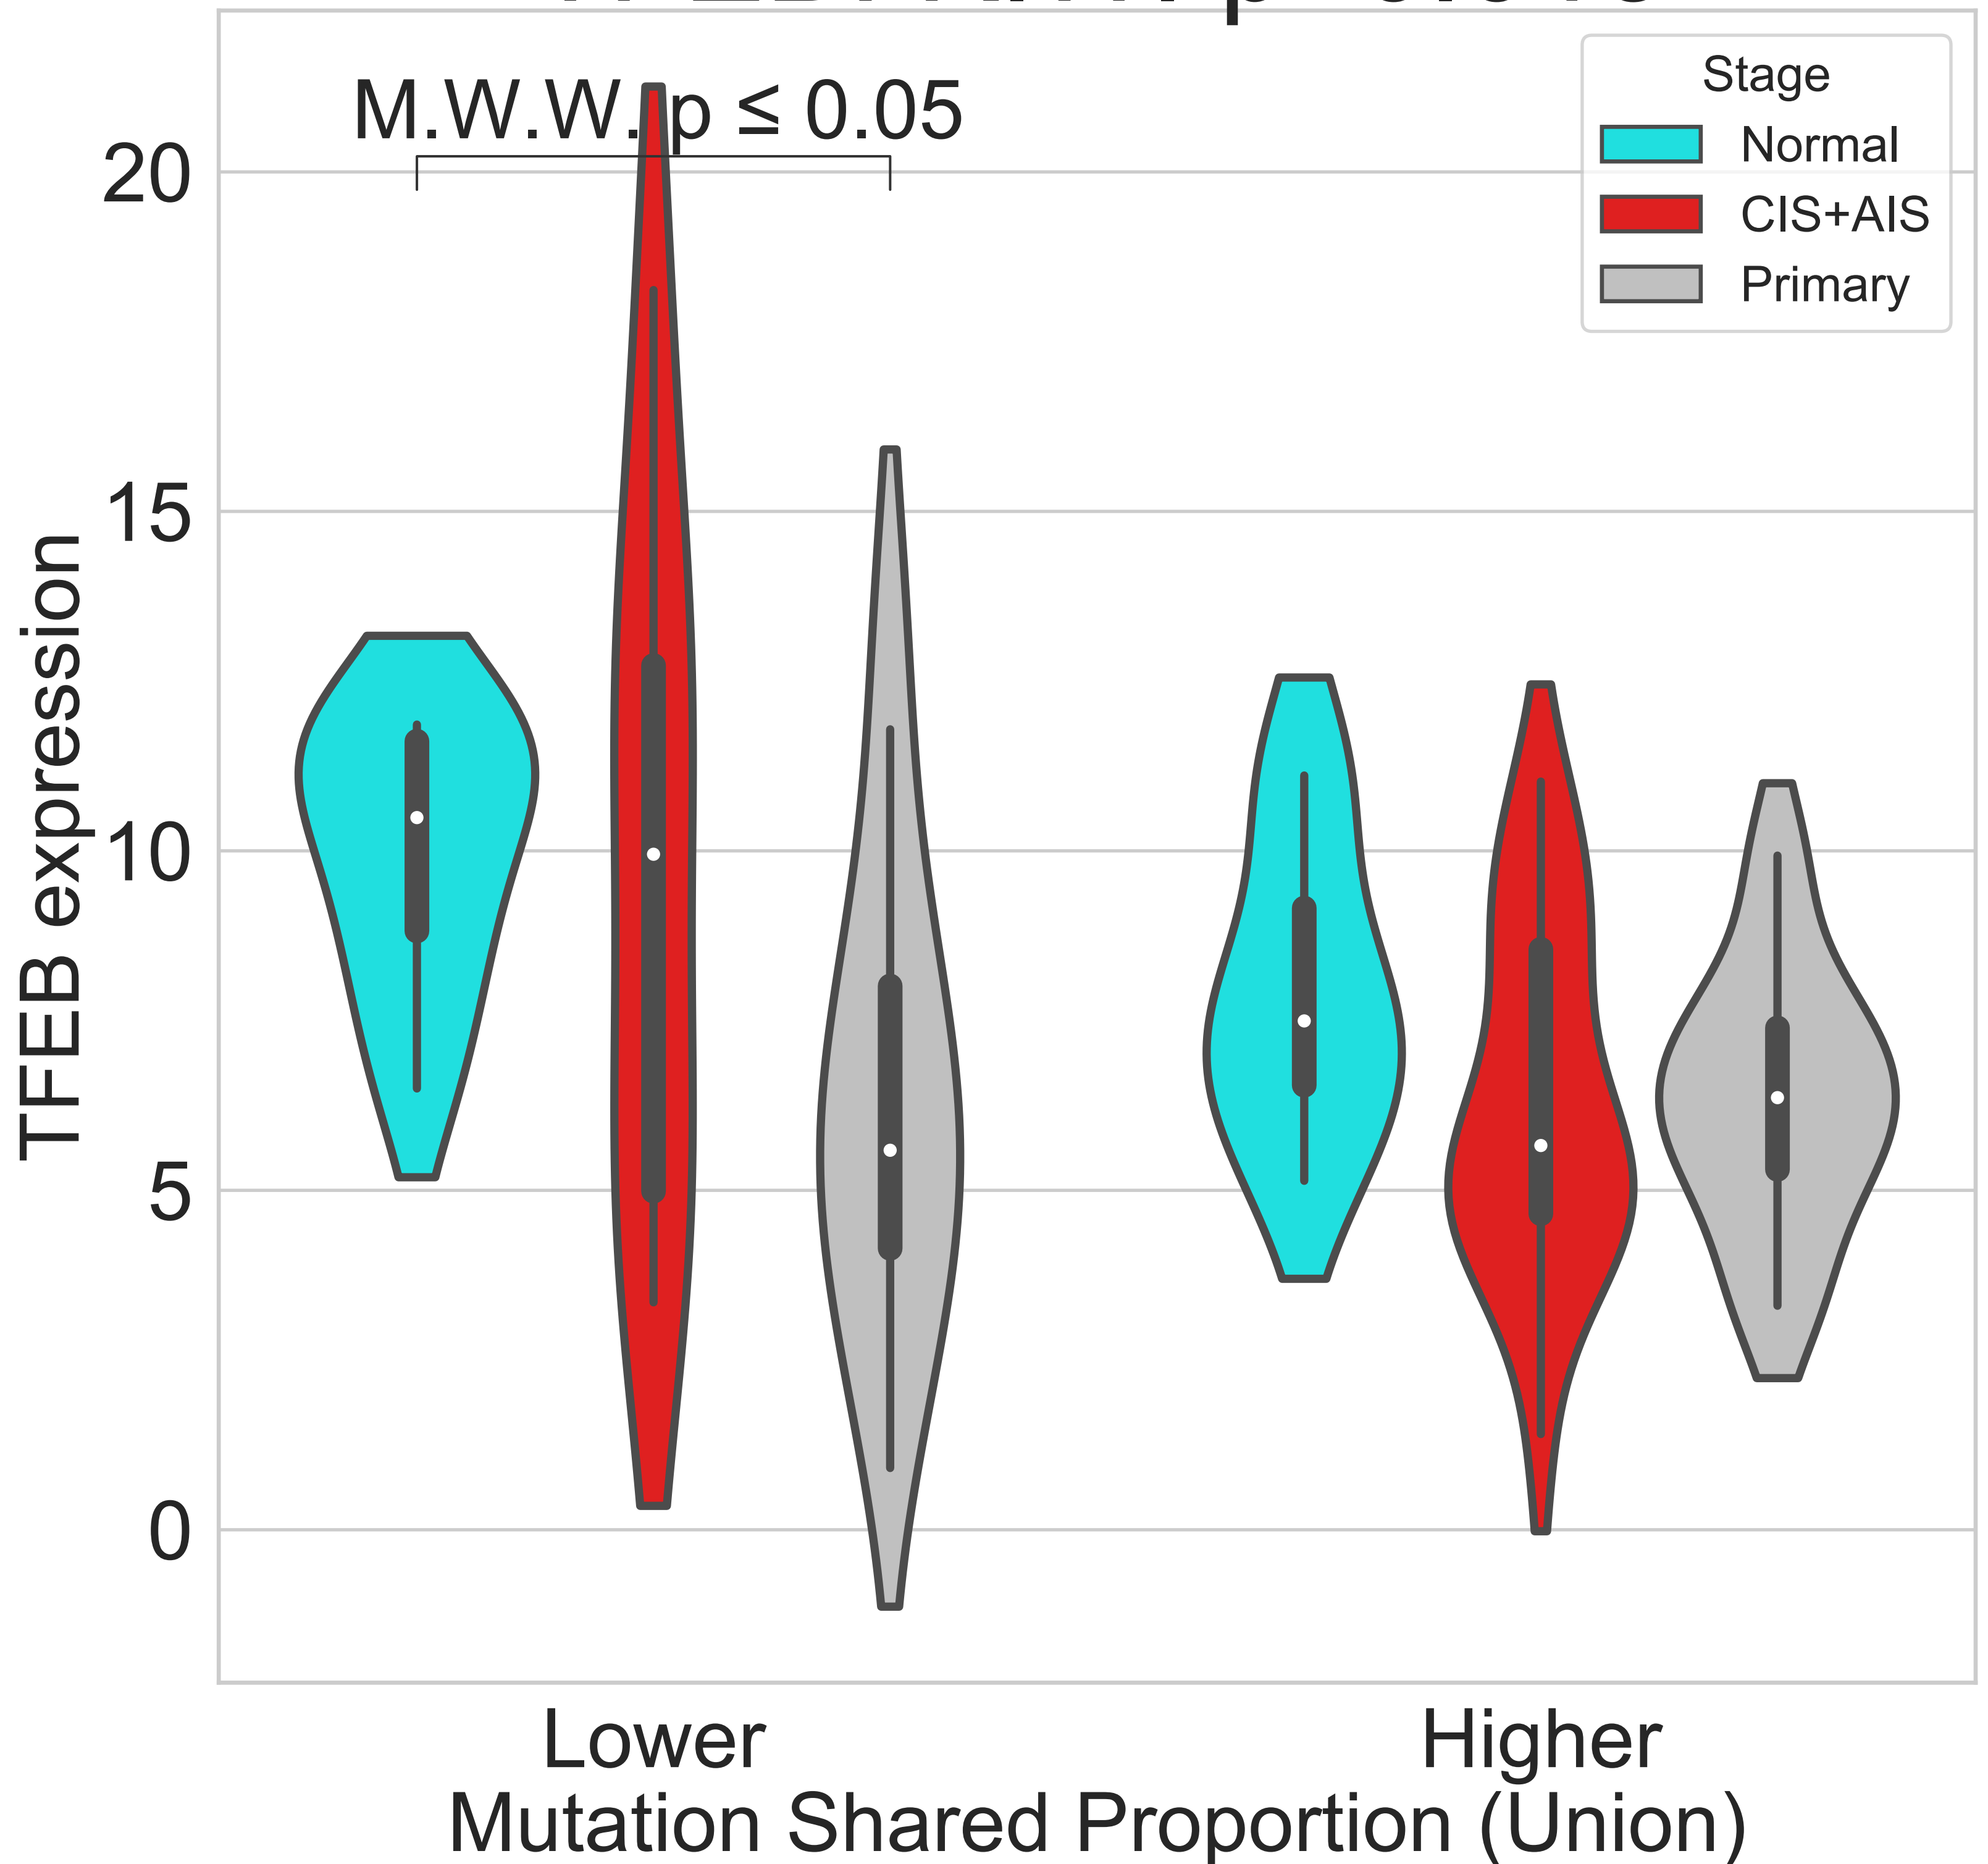 M.W.W. p ≤ 0.05
Stage
Normal
CIS+AIS
Primary
20
15
10
5
0
TFEB expression
Lower
Higher
Mutation Shared Proportion (Union)